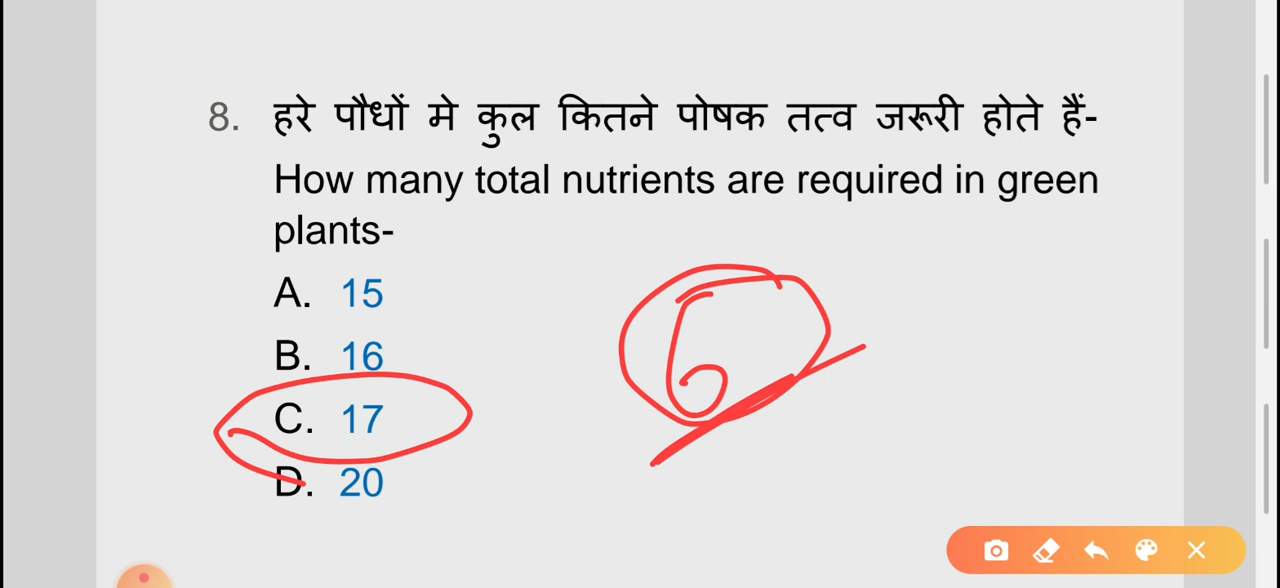 8. हरे पौधों मे कुल कितने पोषक तत्व जरूरी होते हैं-
How many total nutrients are required in green
plants-
A. 15
B. 16
C. 17
D. 20
6